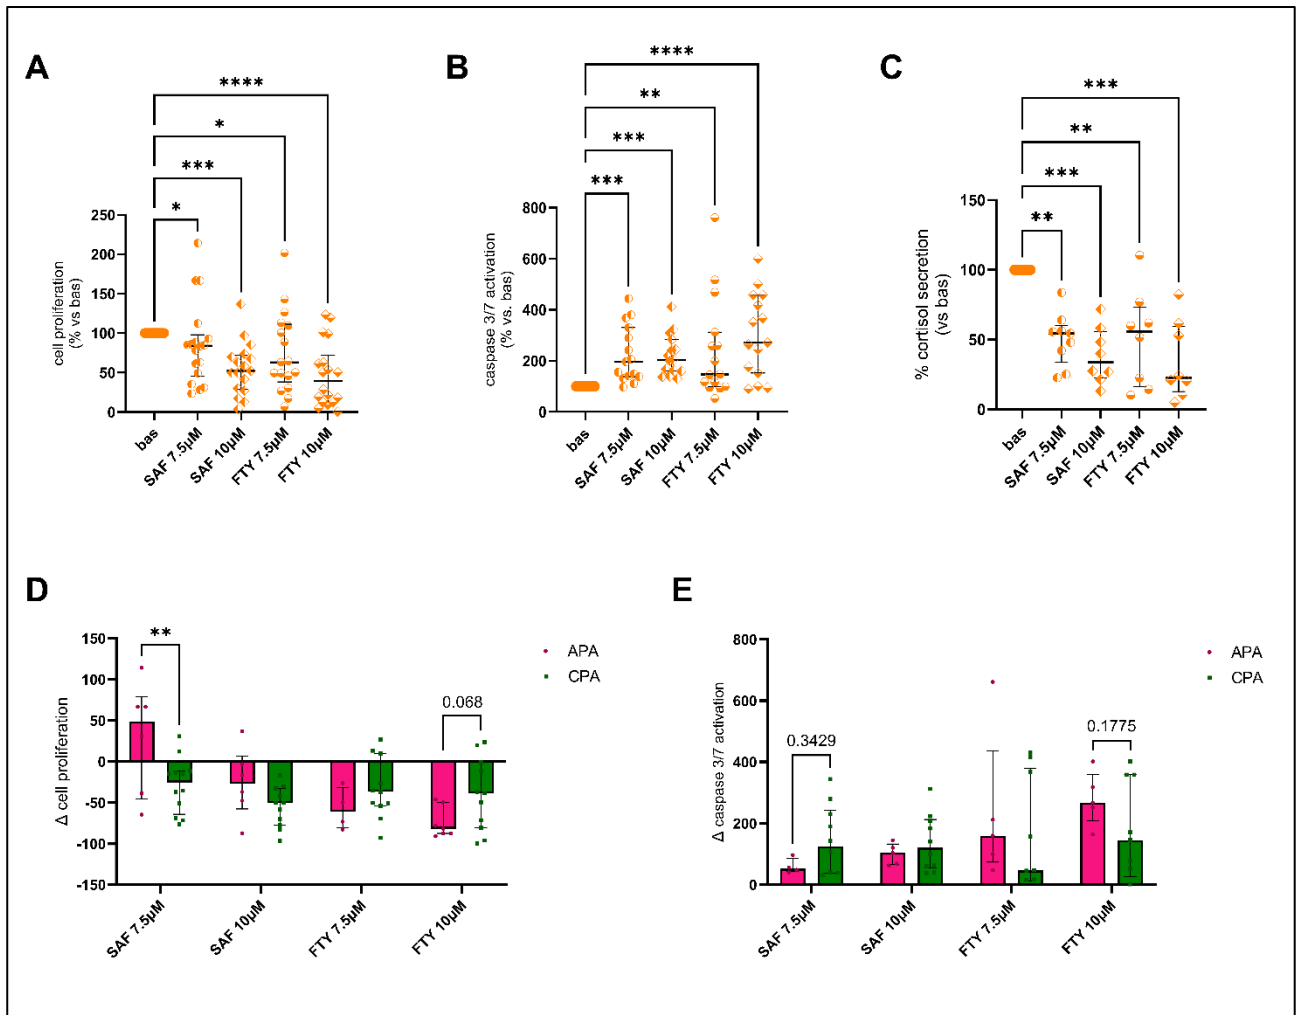 A
****
*
***
*
cell proliferation
(% vs bas)
250
200
150
100
50
0
bas
SAF 7.5µM
SAF 10µM
FTY 7.5µM
FTY 10µM
B
****
**
***
***
caspase 3/7 activation
(% vs. bas)
800
600
400
200
0
bas
SAF 7.5µM
SAF 10µM
FTY 7.5µM
FTY 10µM
C
***
**
***
**
% cortisol secretion
(vs bas)
150
100
50
0
bas
SAF 7.5µM
SAF 10µM
FTY 7.5µM
FTY 10µM
D
**
0.068
Δ cell proliferation
150
100
50
0
-50
-100
-150
SAF 7.5µM
SAF 10µM
FTY 7.5µM
FTY 10µM
APA
CPA
E
0.3429
0.1775
Δ caspase 3/7 activation
800
600
400
200
0
SAF 7.5µM
SAF 10µM
FTY 7.5µM
FTY 10µM
APA
CPA